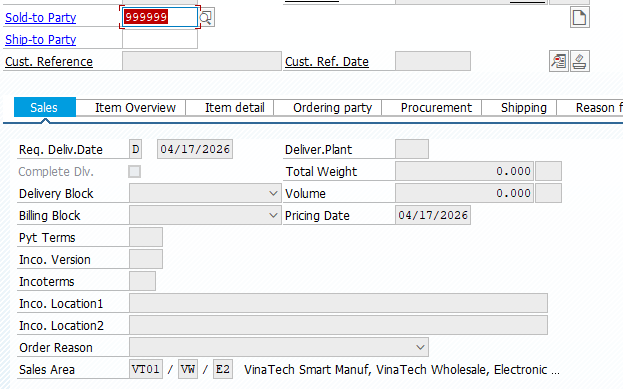 Sold-to Party 999999
Ship-to Party
Cust. Reference Cust. Ref. Date
Sales Item Overview Item detail Ordering party Procurement Shipping Reason f
Req. Deliv.Date D 04/17/2026 Deliver.Plant
Complete Dlv. Total Weight 0.000
Delivery Block Volume 0.000
Billing Block Pricing Date 04/17/2026
Pyt Terms
Inco. Version
Incoterms
Inco. Location1
Inco. Location2
Order Reason
Sales Area VT01 / VW / E2 VinaTech Smart Manuf, VinaTech Wholesale, Electronic ...